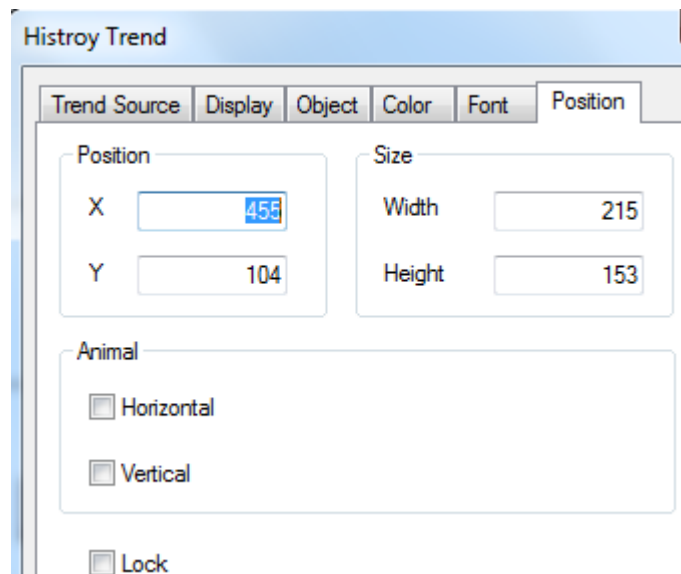 Histroy Trend
Trend Source Display Object Color Font Position
Position
X 455
Y 104
Size
Width 215
Height 153
Animal
Horizontal
Vertical
Lock